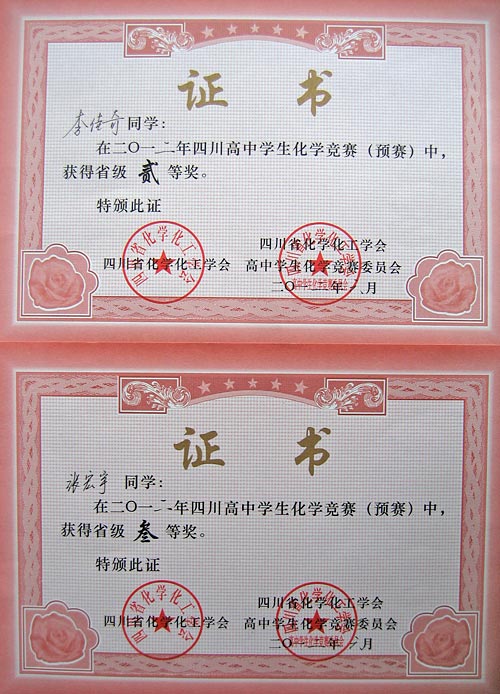 证 书
李佳奇 同学:
在二〇一二年四川高中学生化学竞赛（预赛）中，
获得省级 贰 等奖。
特颁此证
四川省化学化工学会
四川省化学化工学会 高中学生化学竞赛委员会
二〇 年 月
证 书
张宏宇 同学:
在二〇一二年四川高中学生化学竞赛（预赛）中，
获得省级 叁 等奖。
特颁此证
四川省化学化工学会
四川省化学化工学会 高中学生化学竞赛委员会
二〇 年 月